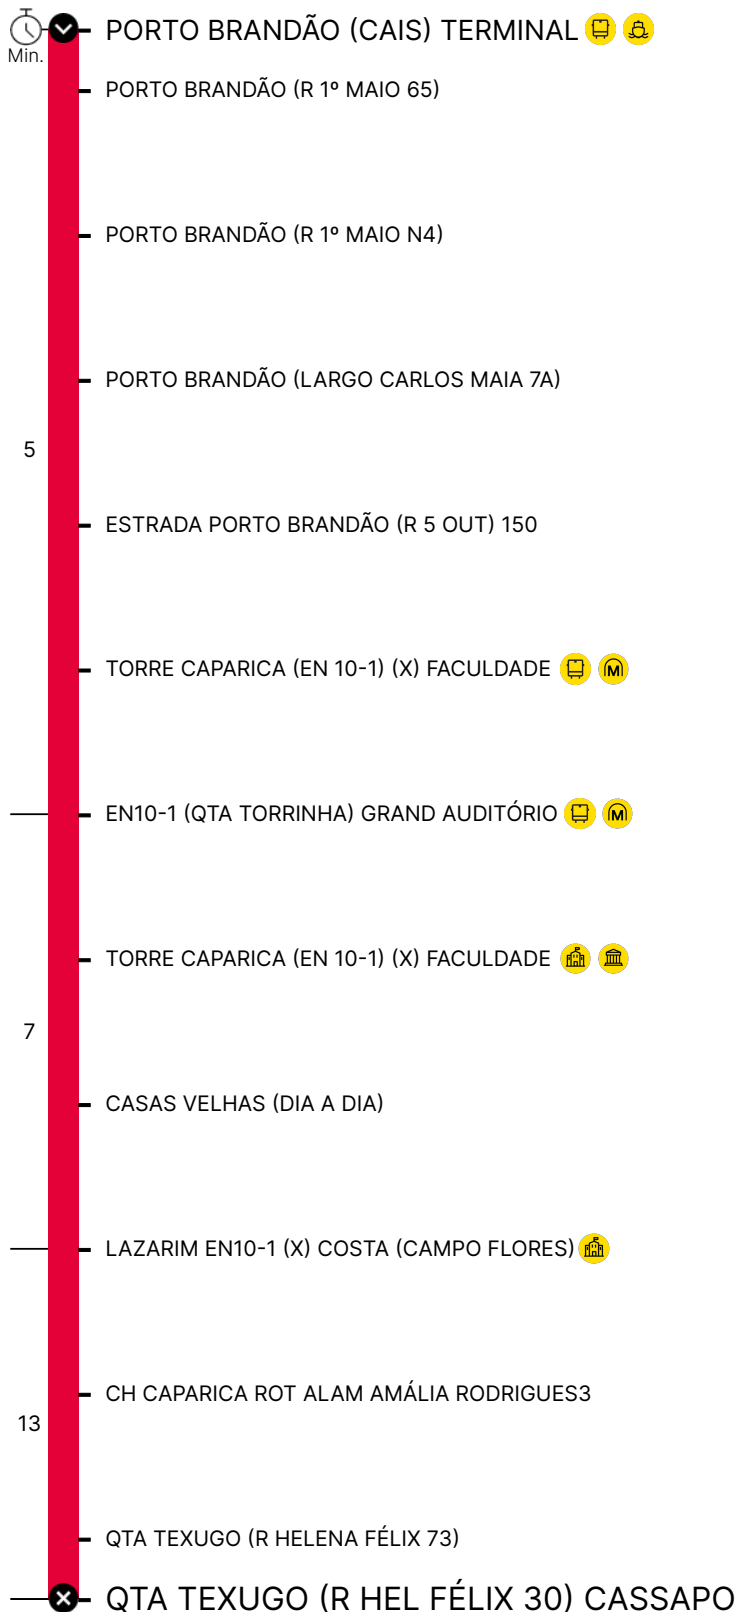 PORTO BRANDÃO (CAIS) TERMINAL
Min.
PORTO BRANDÃO (R 1º MAIO 65)
PORTO BRANDÃO (R 1º MAIO N4)
PORTO BRANDÃO (LARGO CARLOS MAIA 7A)
5
ESTRADA PORTO BRANDÃO (R 5 OUT) 150
TORRE CAPARICA (EN 10-1) (X) FACULDADE M
EN10-1 (QTA TORRINHA) GRAND AUDITÓRIO M
TORRE CAPARICA (EN 10-1) (X) FACULDADE
7
CASAS VELHAS (DIA A DIA)
LAZARIM EN10-1 (X) COSTA (CAMPO FLORES)
CH CAPARICA ROT ALAM AMÁLIA RODRIGUES3
13
QTA TEXUGO (R HELENA FÉLIX 73)
QTA TEXUGO (R HEL FÉLIX 30) CASSAPO